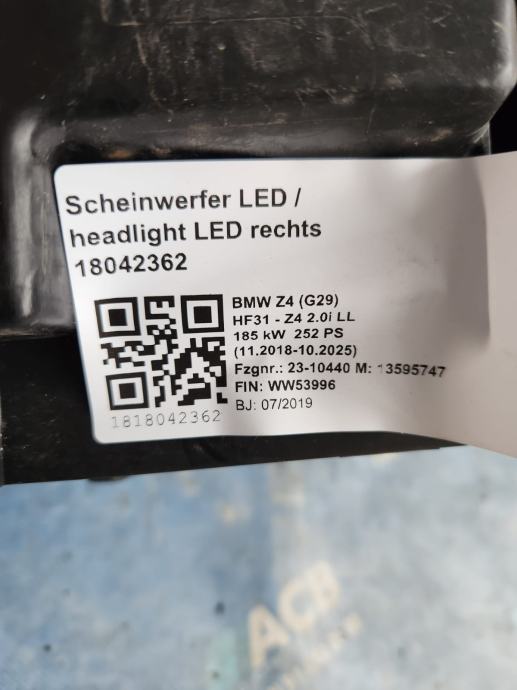 Scheinwerfer LED /
headlight LED rechts
18042362
BMW Z4 (G29)
HF31 - Z4 2.0i LL
185 kW 252 PS
(11.2018-10.2025)
Fzgnr.: 23-10440 M: 13595747
FIN: WW53996
BJ: 07/2019
1818042362
ACB